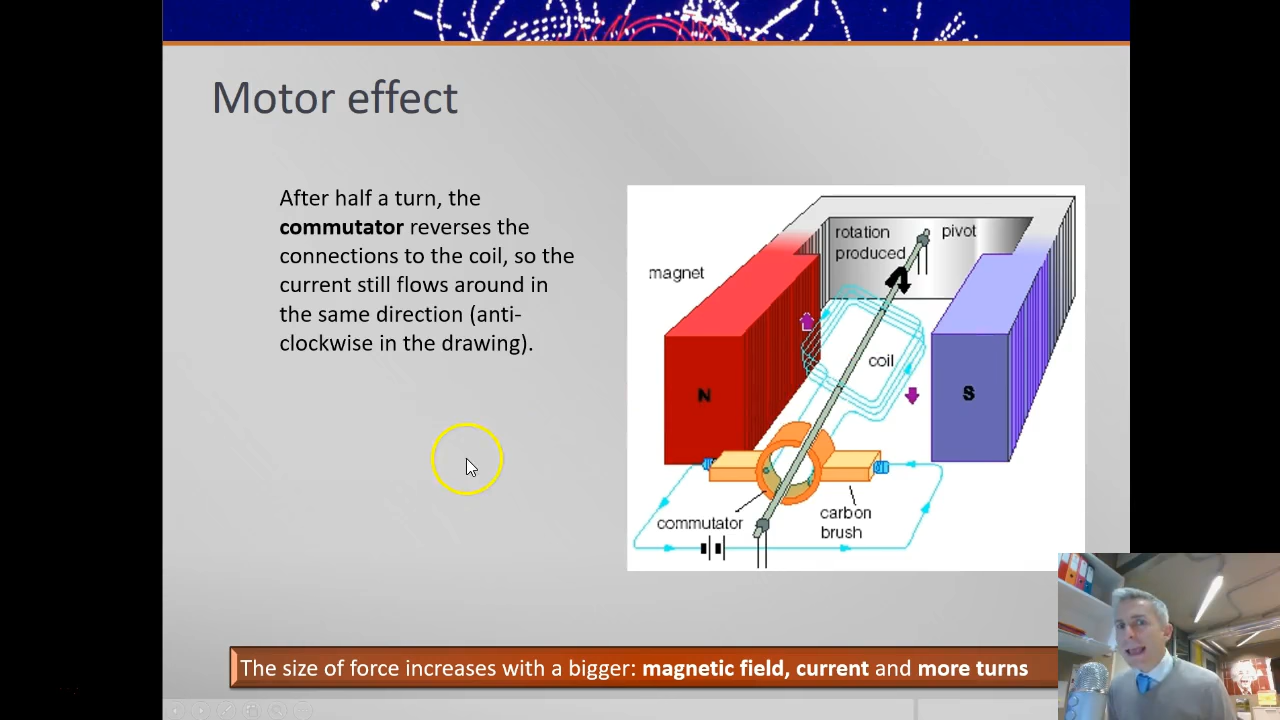 Motor effect
After half a turn, the
commutator reverses the
connections to the coil, so the
current still flows around in
the same direction (anti-
clockwise in the drawing).
rotation
produced
pivot
magnet
coil
N
S
commutator
carbon
brush
The size of force increases with a bigger: magnetic field, current and more turns